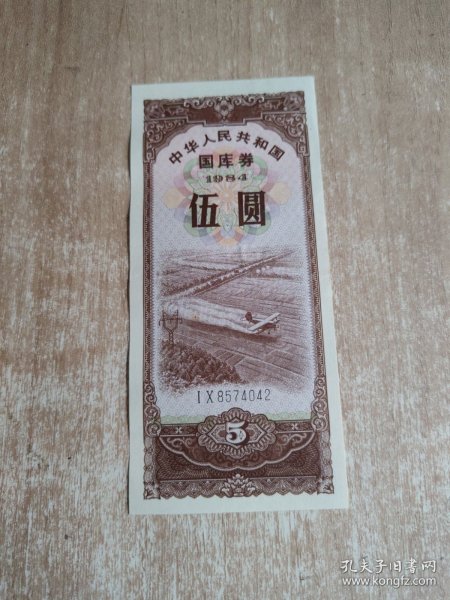 中华人民共和国
国库券
1984
伍圆
IX8574042
5
孔夫子旧书网
www.kongfz.com